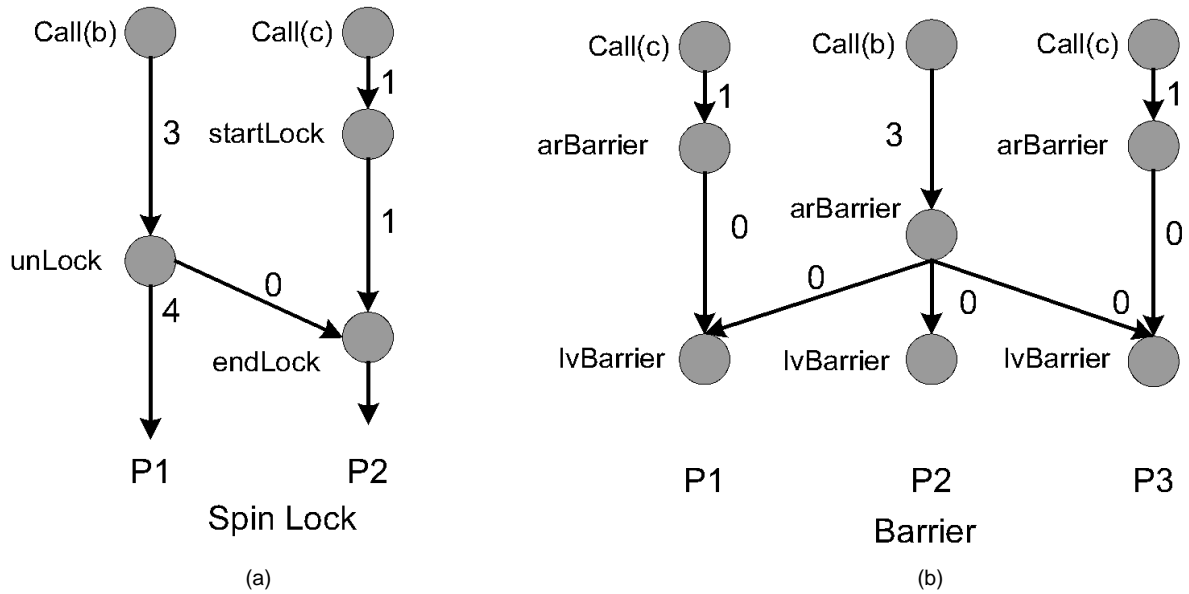 Call(b)
Call(c)
1
3
startLock
1
unLock
0
4
endLock
P1
P2
Spin Lock
(a)
Call(c)
Call(b)
Call(c)
1
1
3
arBarrier
arBarrier
arBarrier
0
0
0
0
0
lvBarrier
lvBarrier
lvBarrier
P1
P2
P3
Barrier
(b)